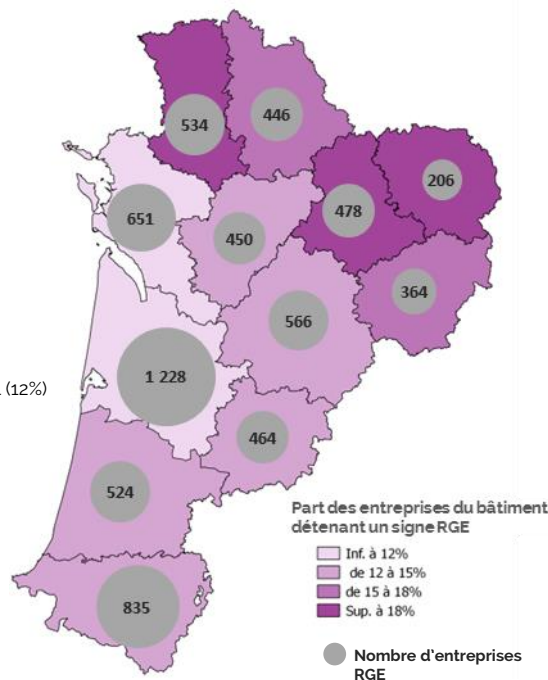 534
446
206
478
651
450
364
566
1 228
(12%)
464
524
835
Part des entreprises du bâtiment
détenant un signe RGE
Inf. à 12%
de 12 à 15%
de 15 à 18%
Sup. à 18%
Nombre d'entreprises
RGE